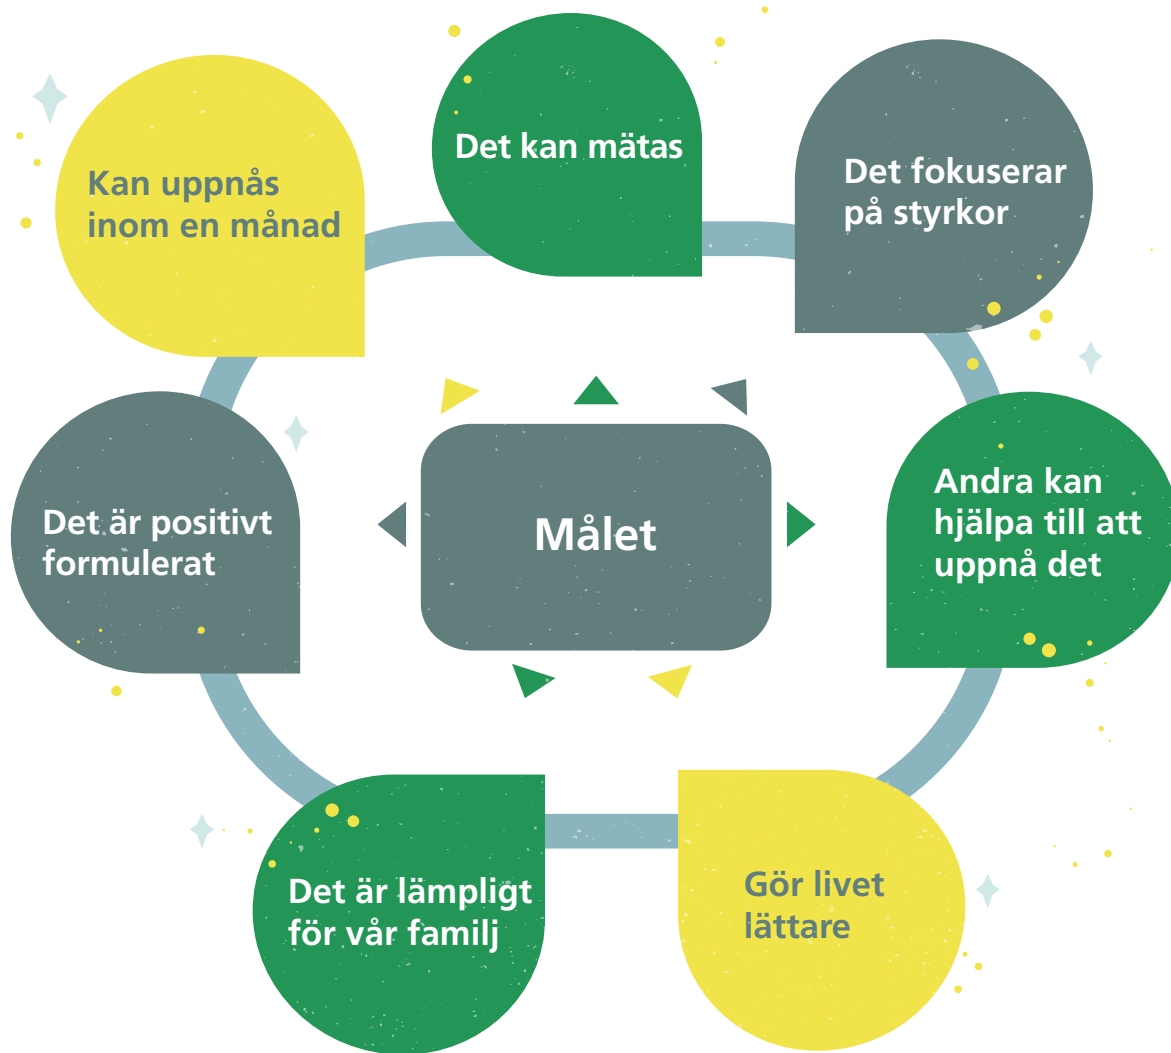 Det kan mätas
Kan uppnås
inom en månad
Det fokuserar
på styrkor
Det är positivt
formulerat
Målet
Andra kan
hjälpa till att
uppnå det
Det är lämpligt
för vår familj
Gör livet
lättare